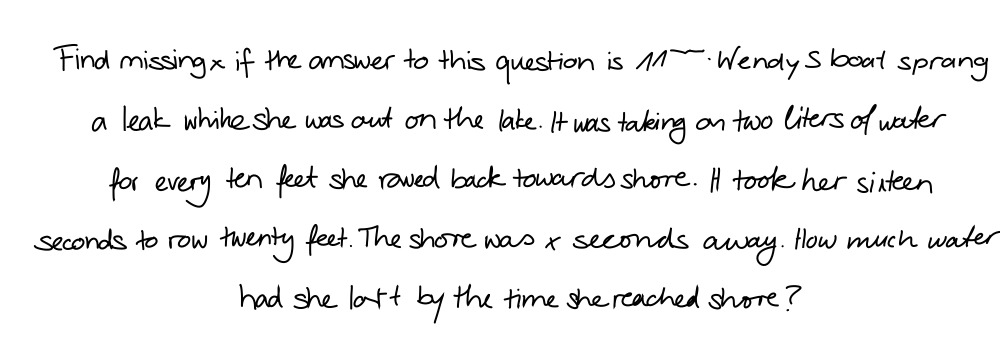 Find missing x if the answer to this question is 11 . Wendy S boat sprang
a leak whihe she was out on the lake. It was taking on two liters of water
for every ten feet she rowed back towards shore. It took her sixteen
seconds to row twenty feet. The shore was x seconds away. How much water
had she by the time she reached shore?